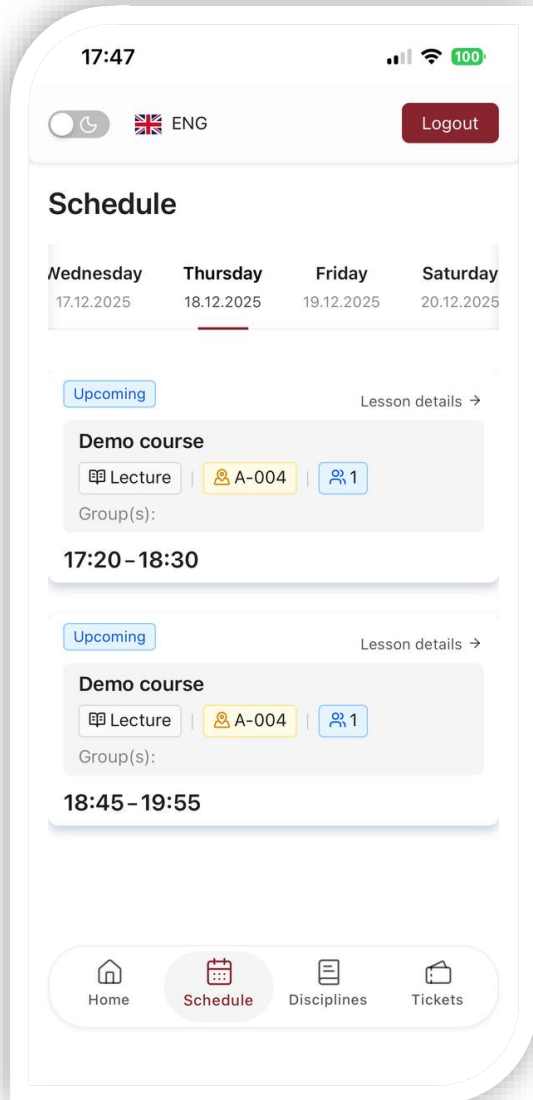 17:47
100
ENG
Logout
Schedule
Wednesday Thursday Friday Saturday
17.12.2025 18.12.2025 19.12.2025 20.12.2025
Upcoming
Lesson details →
Demo course
Lecture | A-004 | 1
Group(s):
17:20–18:30
Upcoming
Lesson details →
Demo course
Lecture | A-004 | 1
Group(s):
18:45–19:55
Home Schedule Disciplines Tickets